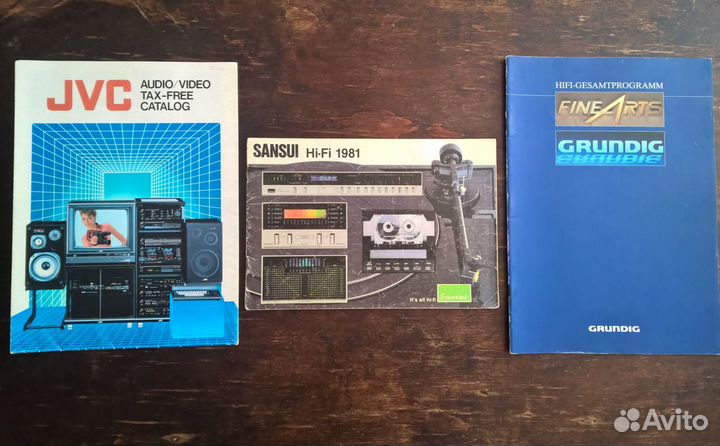 JVC
AUDIO/VIDEO
TAX-FREE
CATALOG
SANSUI Hi-Fi 1981
It's all hi-fi
Sansui
HIFI-GESAMTPROGRAMM
FINE ARTS
GRUNDIG
GRUNDIG
Avito